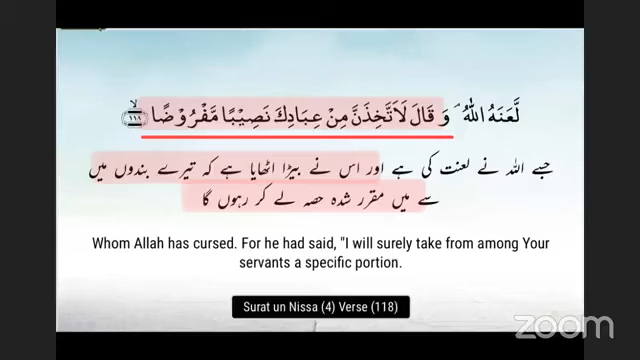 لَّعَنَهُ اللّٰهُ ۘ وَ قَالَ لَاَتَّخِذَنَّ مِنْ عِبَادِكَ نَصِیْبًا مَّفْرُوْضًا ۙ﴿۱۱۸﴾
جسے اللہ نے لعنت کی ہے اور اس نے بیڑا اٹھایا ہے کہ تیرے بندوں میں
سے میں مقرر شدہ حصہ لے کر رہوں گا
Whom Allah has cursed. For he had said, "I will surely take from among Your
servants a specific portion.
Surat un Nissa (4) Verse (118)
zoom